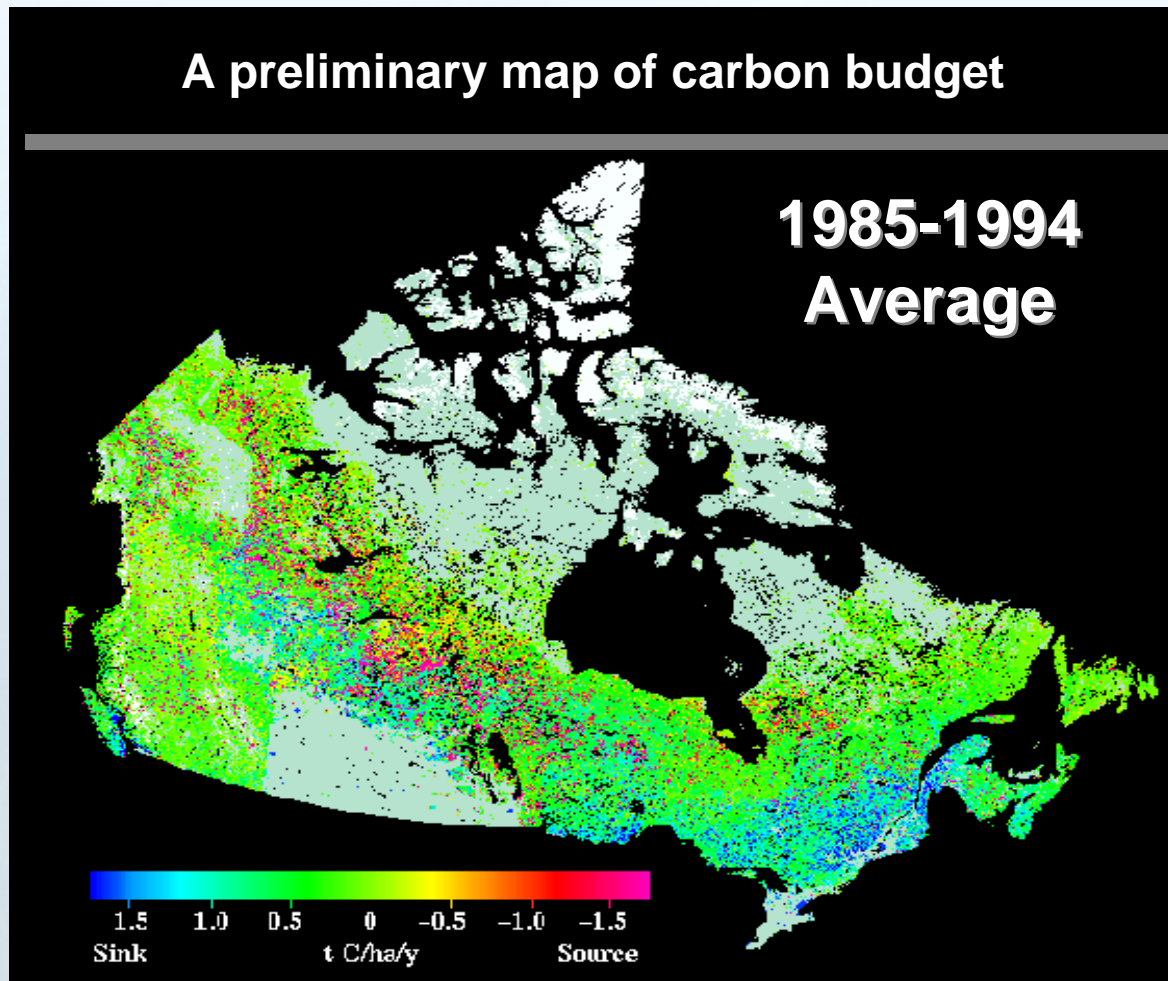 A preliminary map of carbon budget
1985-1994
Average
1.5 1.0 0.5 0 -0.5 -1.0 -1.5
Sink t C/ha/y Source